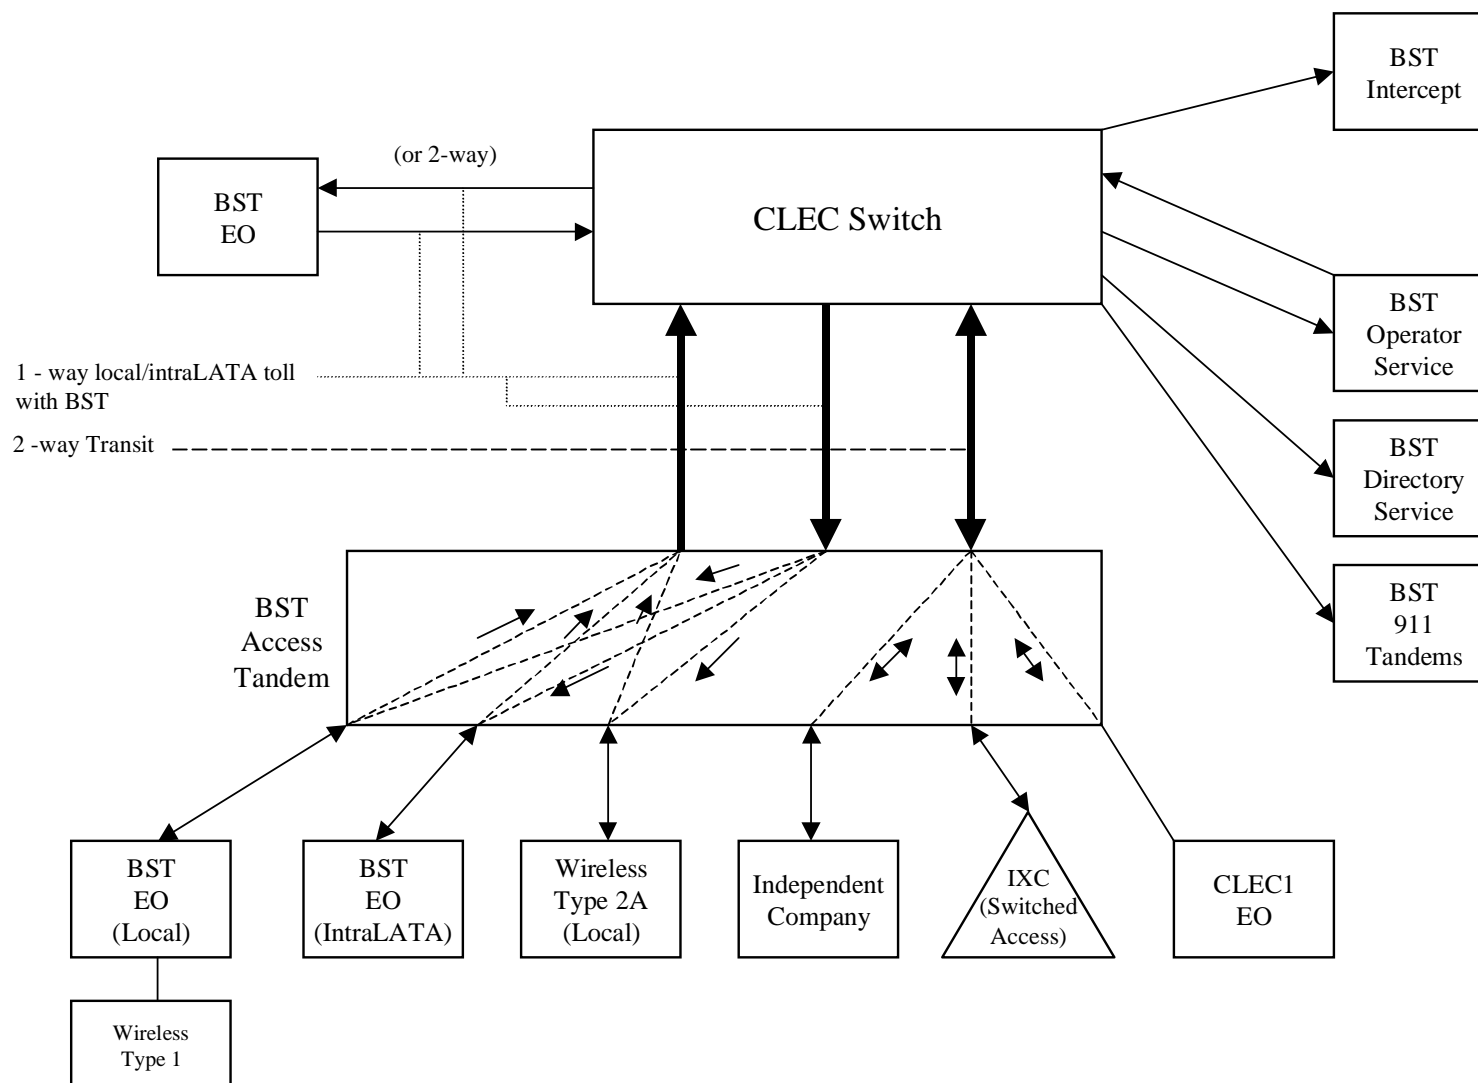 BST
Intercept
(or 2-way)
BST
EO
CLEC Switch
BST
Operator
Service
1 - way local/intraLATA toll
with BST
2 -way Transit
BST
Directory
Service
BST
911
Tandems
BST
Access
Tandem
BST
EO
(Local)
BST
EO
(IntraLATA)
Wireless
Type 2A
(Local)
Independent
Company
IXC
(Switched
Access)
CLEC1
EO
Wireless
Type 1